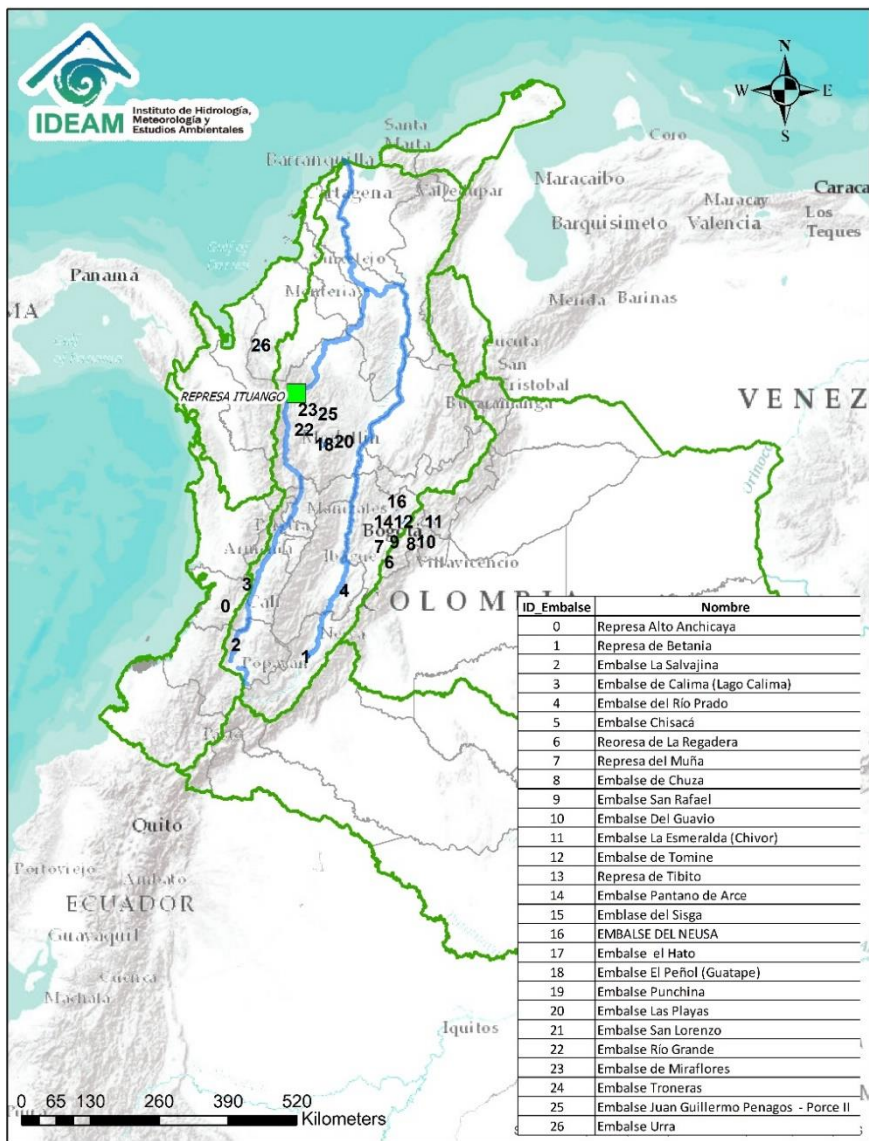 IDEAM
Instituto de Hidrología,
Meteorología y
Estudios Ambientales
N
W E
S
Santa
Marta
Barranquilla
Cartagena
Valledupar
Coro
Maracaibo
Caraca
Maracay
Barquisimeto Valencia
Los
Teques
Panamá
Sincelejo
Montería
Merida Barinas
MA
26
Cucuta
San
Cristobal
REPRESA ITUANGO
Bucaramanga
VENEZ
23 25
22
Medellin
18 20
Orinoco
16
Manizales
14 12 11
Bogota
9
7 8 10
6
Pereira
Armenia
Ibague
Villavicencio
3
4
0
Cali
OLOMBIA
2
Neiva
1
Popayan
Pasto
Quito
Portoviejo
Ambato
ECUADOR
Guayaquil
Cuenca
Machala
Iquitos
ID_Embalse Nombre
0 Represa Alto Anchicaya
1 Represa de Betania
2 Embalse La Salvajina
3 Embalse de Calima (Lago Calima)
4 Embalse del Río Prado
5 Embalse Chisacá
6 Reoresa de La Regadera
7 Represa del Muña
8 Embalse de Chuza
9 Embalse San Rafael
10 Embalse Del Guavio
11 Embalse La Esmeralda (Chivor)
12 Embalse de Tomine
13 Represa de Tibito
14 Embalse Pantano de Arce
15 Emblase del Sisga
16 EMBALSE DEL NEUSA
17 Embalse el Hato
18 Embalse El Peñol (Guatape)
19 Embalse Punchina
20 Embalse Las Playas
21 Embalse San Lorenzo
22 Embalse Río Grande
23 Embalse de Miraflores
24 Embalse Troneras
25 Embalse Juan Guillermo Penagos - Porce II
26 Embalse Urra
0 65 130 260 390 520
Kilometers